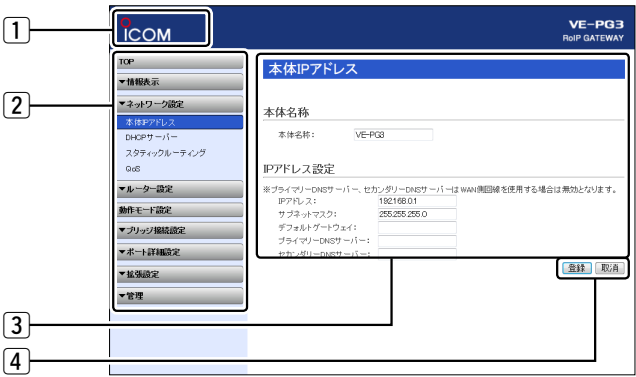 1
ICOM
VE-PG3
RoIP GATEWAY
2
TOP
▼情報表示
▼ネットワーク設定
本体IPアドレス
DHCPサーバー
スタティックルーティング
QoS
▼ルーター設定
動作モード設定
▼ブリッジ接続設定
▼ポート詳細設定
▼拡張設定
▼管理
本体IPアドレス
本体名称
本体名称: VE-PG3
IPアドレス設定
※プライマリーDNSサーバー、セカンダリーDNSサーバーはWAN側回線を使用する場合は無効となります。
IPアドレス: 192.168.0.1
サブネットマスク: 255.255.255.0
デフォルトゲートウェイ:
プライマリーDNSサーバー:
セカンダリーDNSサーバー:
登録 取消
3
4